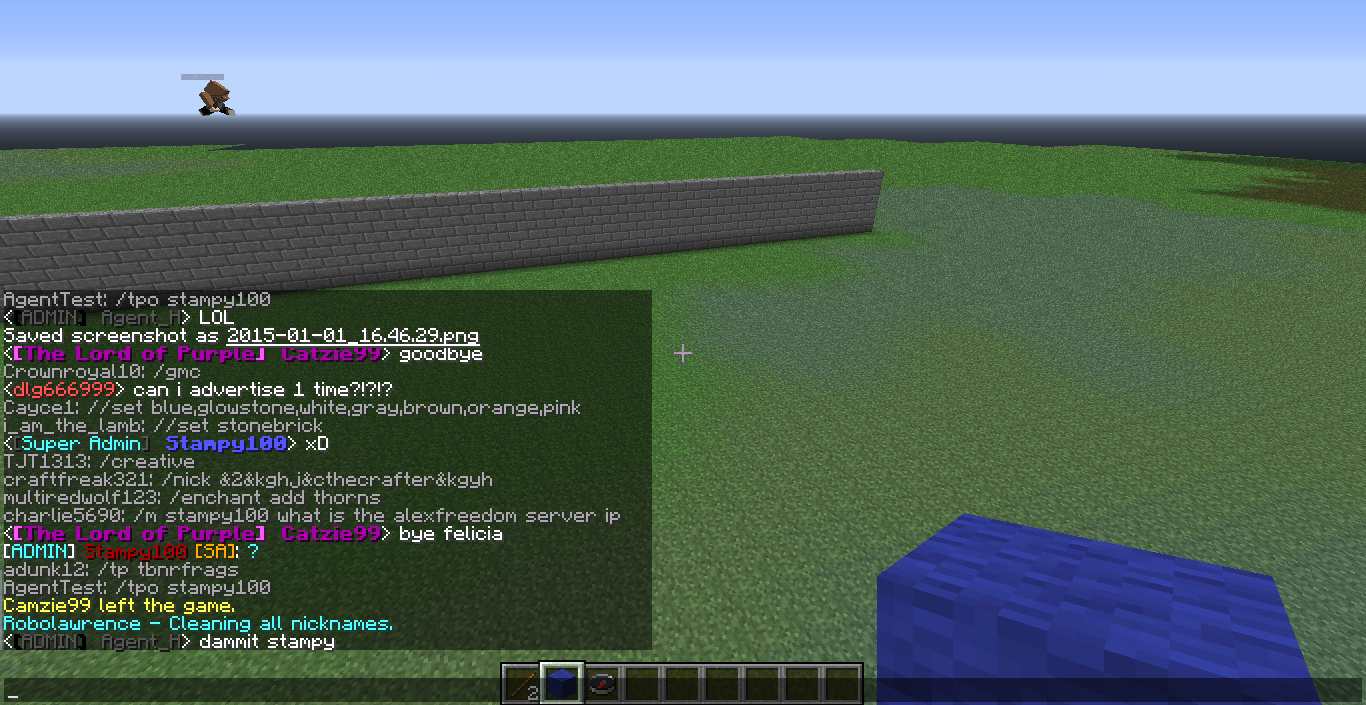 AgentTest: /tpo stampy100
<[ADMIN] Agent_H> LOL
Saved screenshot as 2015-01-01_16.46.29.png
<[The Lord of Purple] Catzie99> goodbye
Crownroyal10: /gmc
<dlg666999> can i advertise 1 time?!?!?
Cayce1: //set blue,glowstone,white,gray,brown,orange,pink
i_am_the_lamb: //set stonebrick
<[Super Admin] Stampy100> xD
TJT1313: /creative
craftfreak321: /nick &2&kghj&cthecrafter&kgyh
multiredwolf123: /enchant add thorns
charlie5690: /m stampy100 what is the alexfreedom server ip
<[The Lord of Purple] Catzie99> bye felicia
[ADMIN] Stampy100 [SA]: ?
adunk12: /tp tbnrfrags
AgentTest: /tpo stampy100
Camzie99 left the game.
Robolawrence - Cleaning all nicknames.
<[ADMIN] Agent_H> dammit stampy
_
2